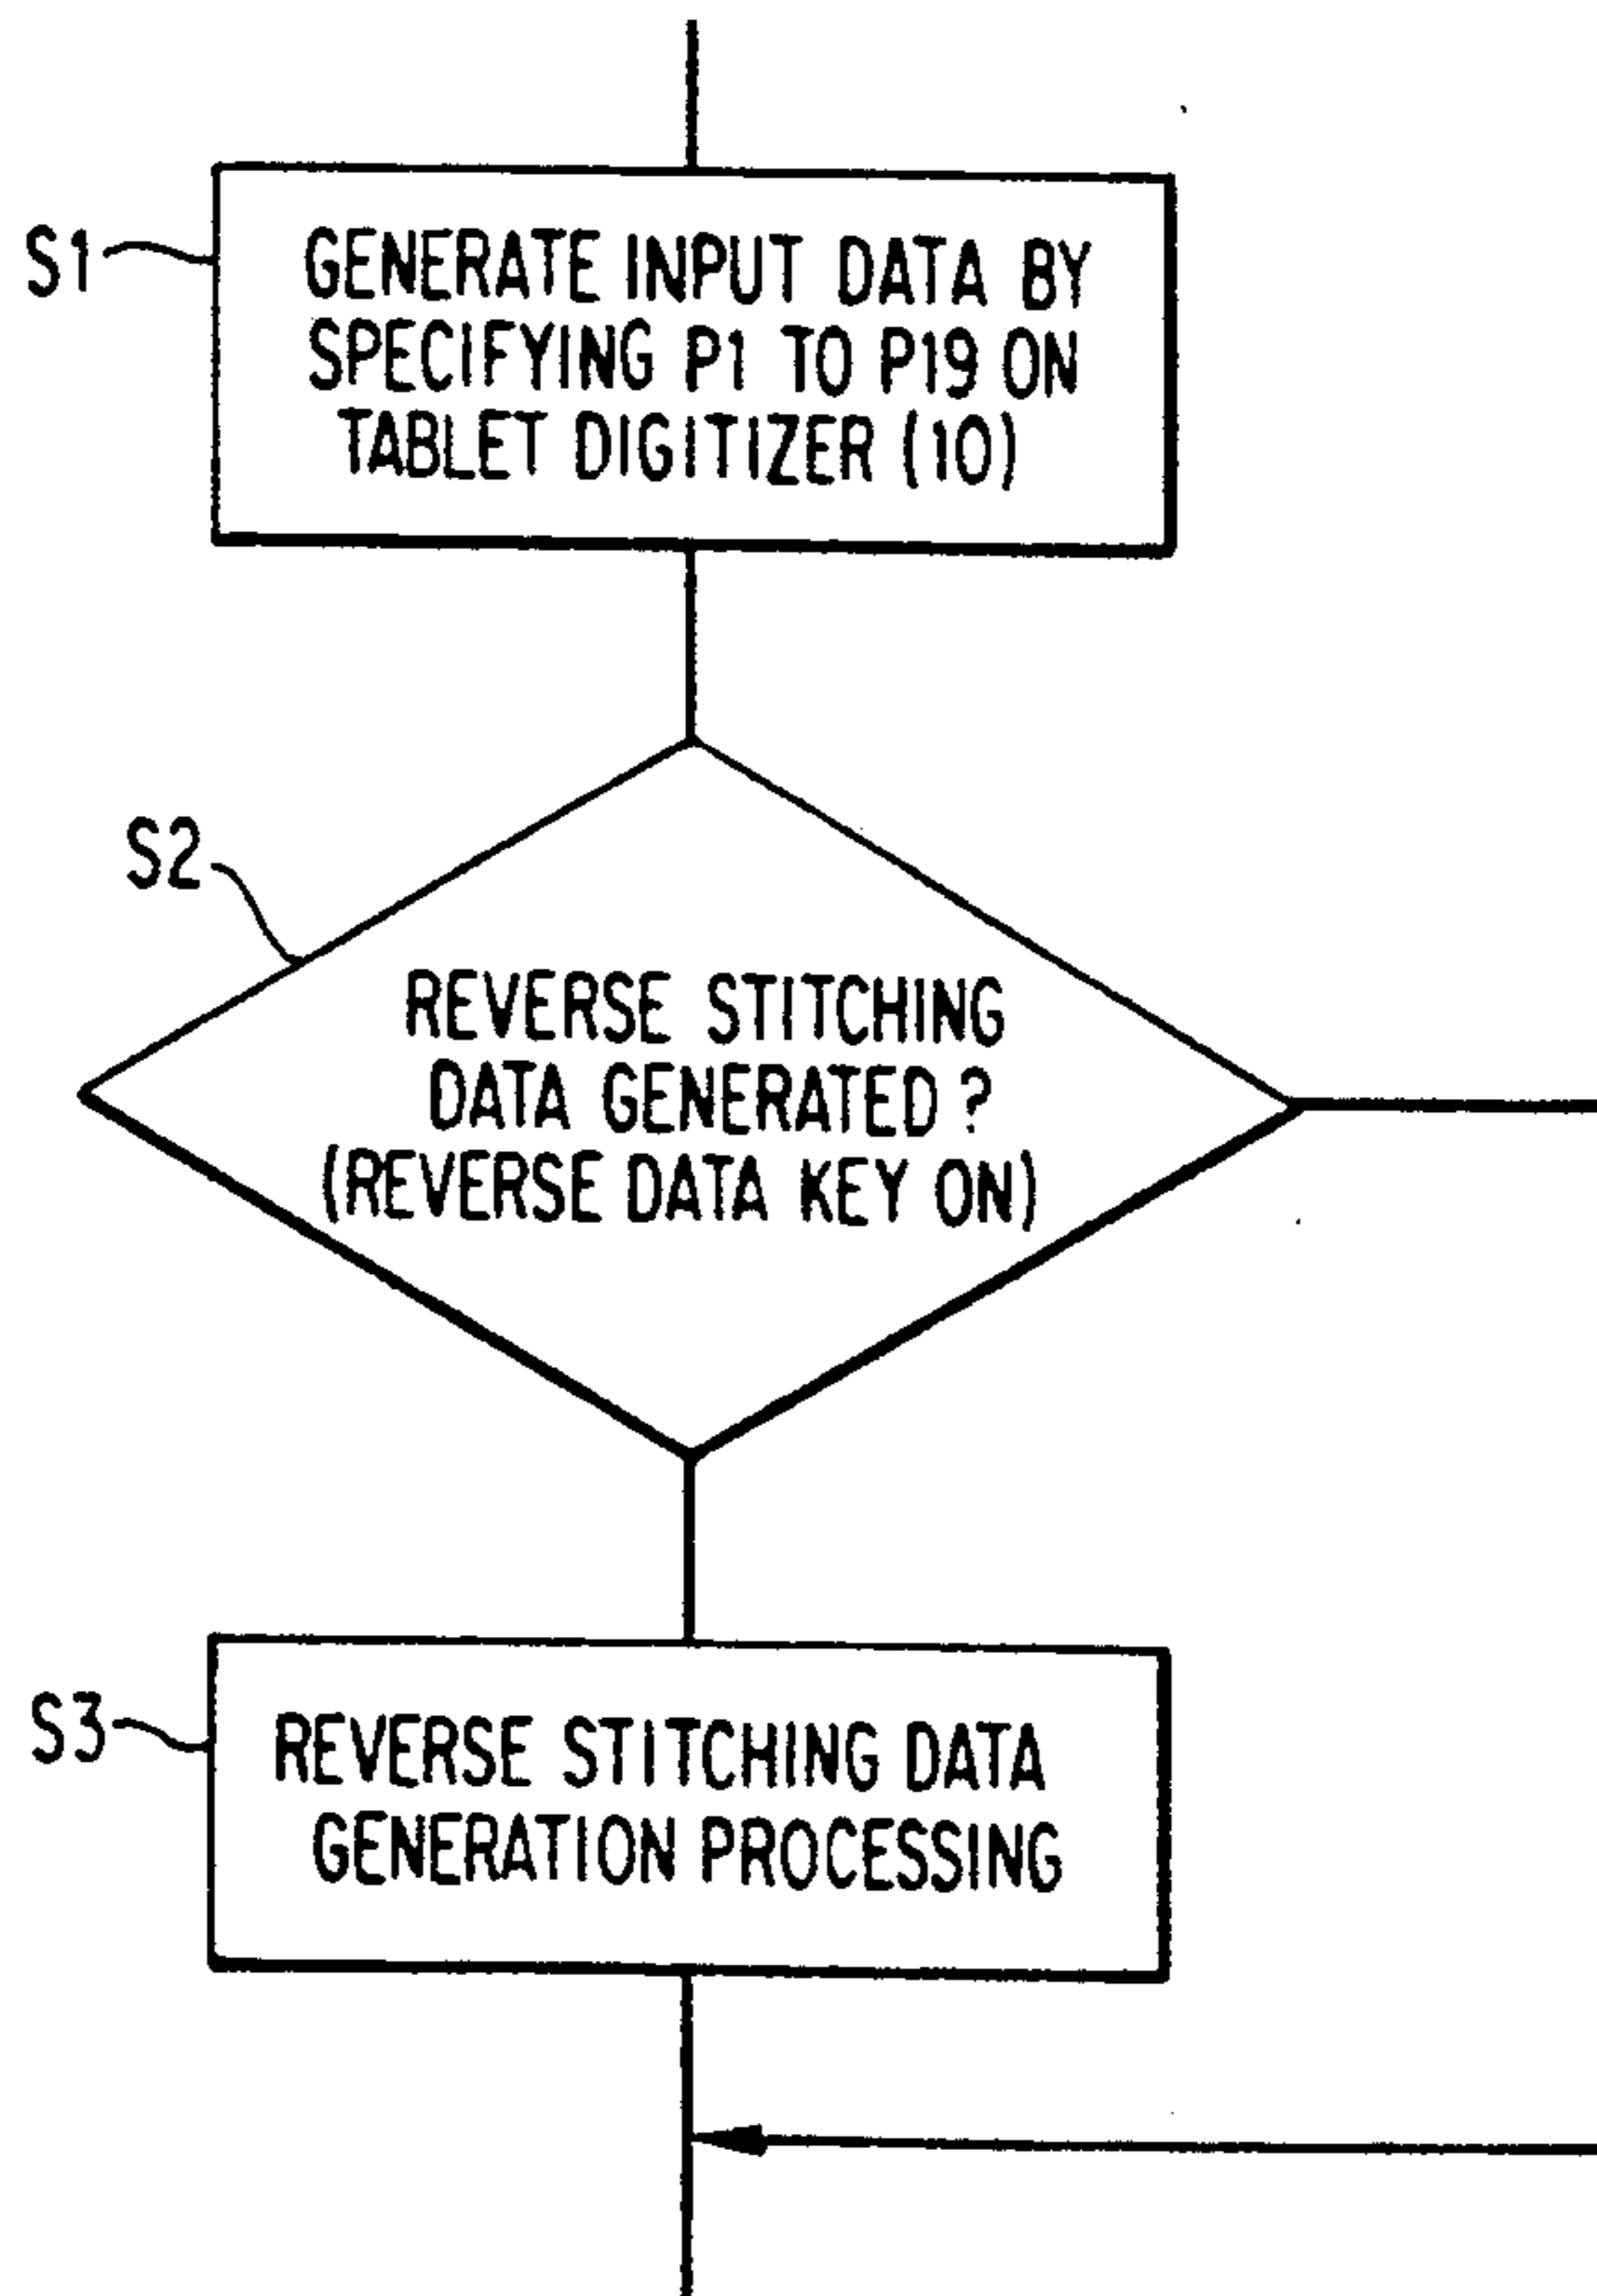 S1
GENERATE INPUT DATA BY
SPECIFYING P1 TO P19 ON
TABLET DIGITIZER (10)
S2
REVERSE STITCHING
DATA GENERATED ?
(REVERSE DATA KEY ON)
S3
REVERSE STITCHING DATA
GENERATION PROCESSING